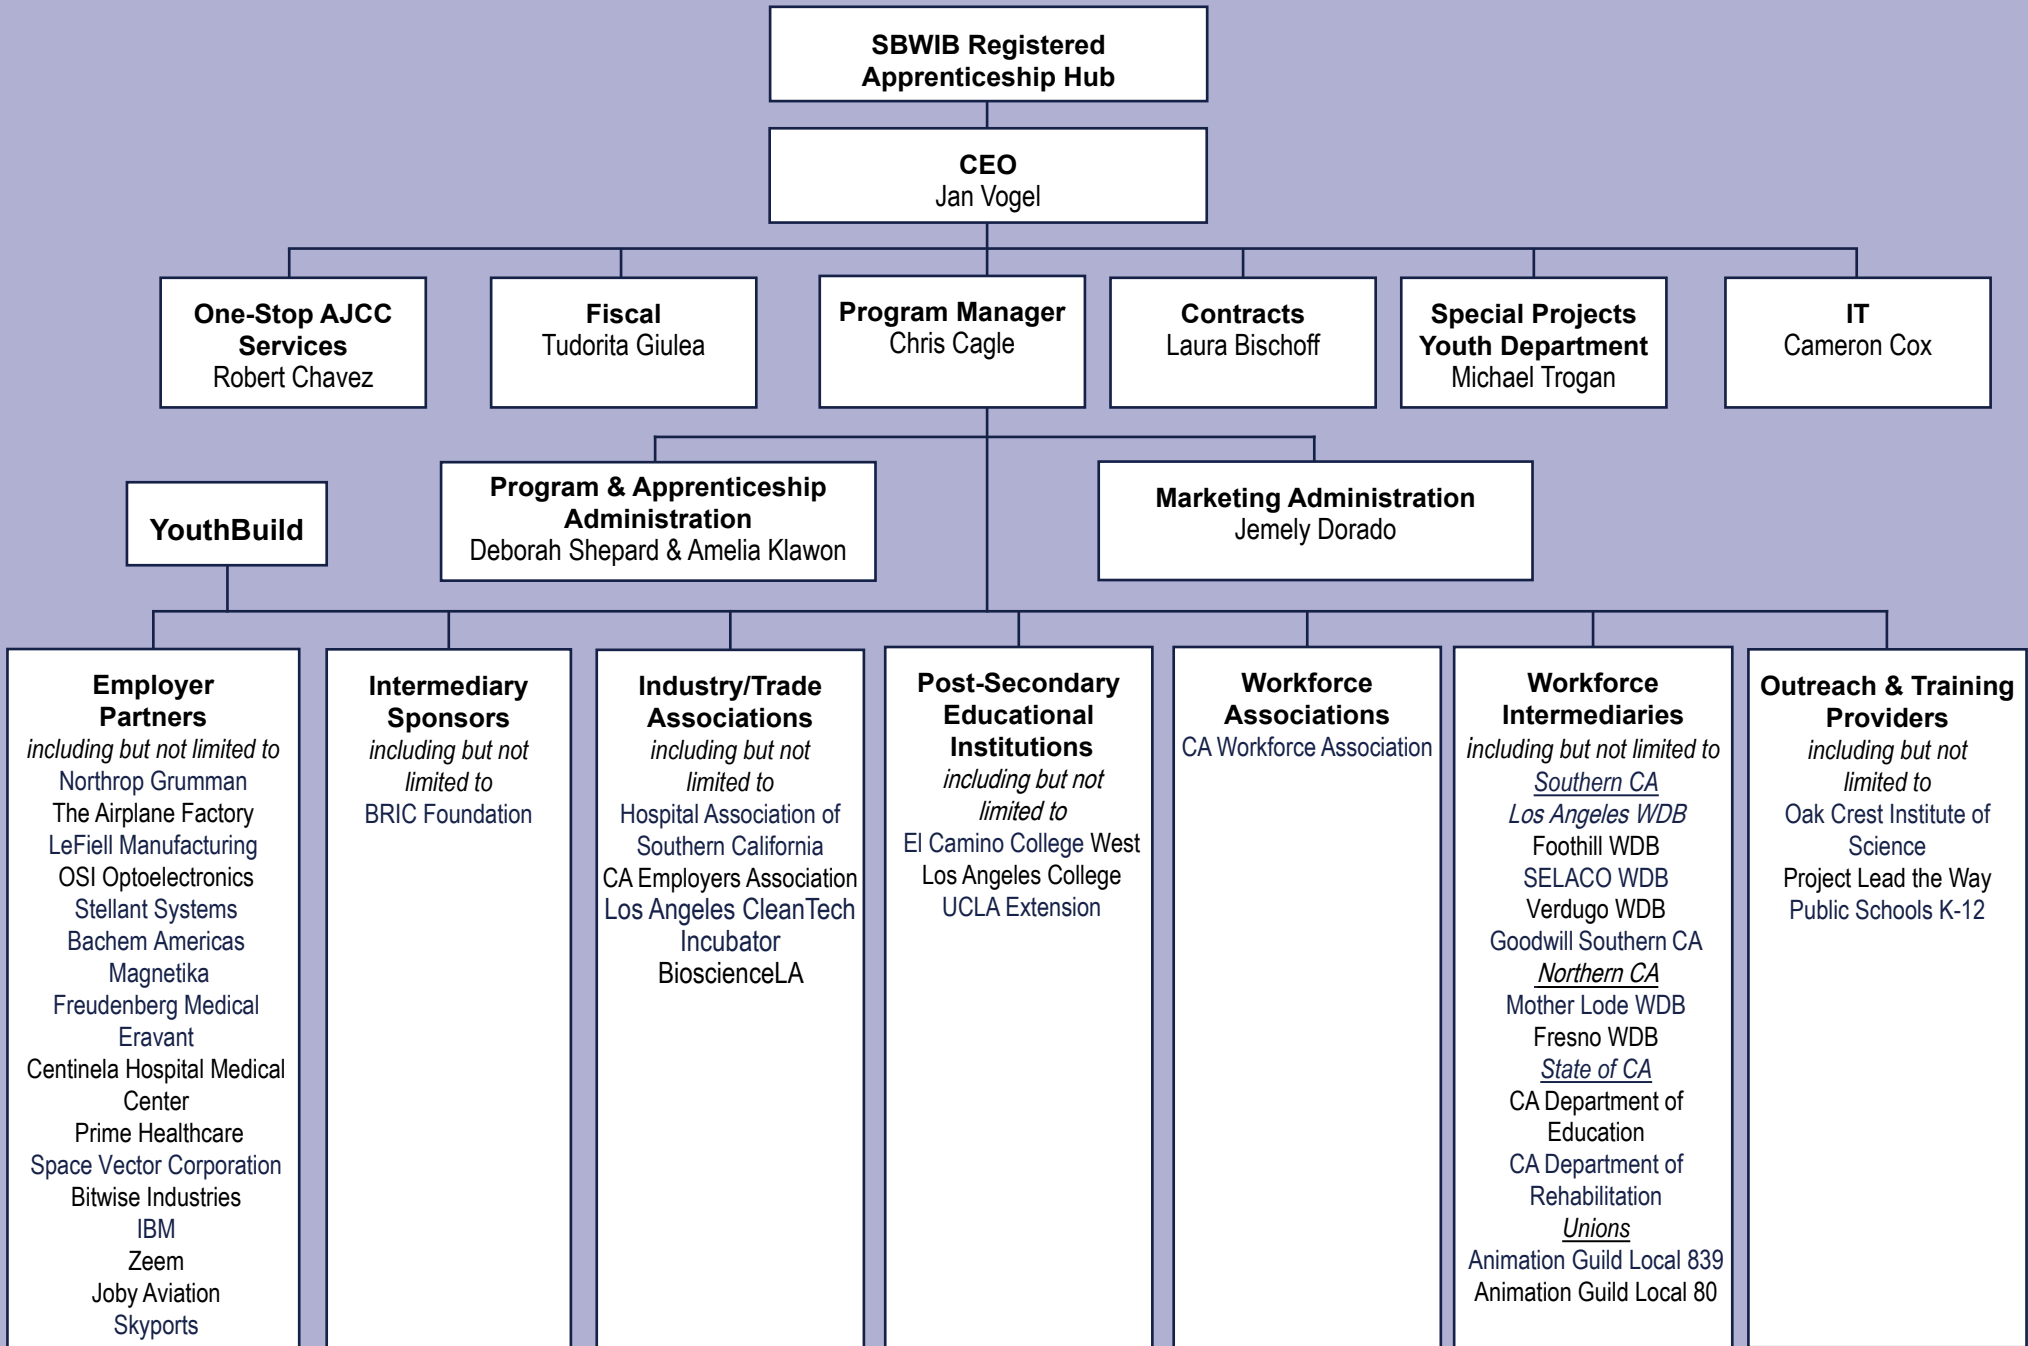 SBWIB Registered
Apprenticeship Hub
CEO
Jan Vogel
One-Stop AJCC
Services
Robert Chavez
Fiscal
Tudorita Giulea
Program Manager
Chris Cagle
Contracts
Laura Bischoff
Special Projects
Youth Department
Michael Trogan
IT
Cameron Cox
YouthBuild
Program & Apprenticeship
Administration
Deborah Shepard & Amelia Klawon
Marketing Administration
Jemely Dorado
Employer
Partners
including but not limited to
Northrop Grumman
The Airplane Factory
LeFiell Manufacturing
OSI Optoelectronics
Stellant Systems
Bachem Americas
Magnetika
Freudenberg Medical
Eravant
Centinela Hospital Medical
Center
Prime Healthcare
Space Vector Corporation
Bitwise Industries
IBM
Zeem
Joby Aviation
Skyports
Intermediary
Sponsors
including but not
limited to
BRIC Foundation
Industry/Trade
Associations
including but not
limited to
Hospital Association of
Southern California
CA Employers Association
Los Angeles CleanTech
Incubator
BioscienceLA
Post-Secondary
Educational
Institutions
including but not
limited to
El Camino College West
Los Angeles College
UCLA Extension
Workforce
Associations
CA Workforce Association
Workforce
Intermediaries
including but not limited to
Southern CA
Los Angeles WDB
Foothill WDB
SELACO WDB
Verdugo WDB
Goodwill Southern CA
Northern CA
Mother Lode WDB
Fresno WDB
State of CA
CA Department of
Education
CA Department of
Rehabilitation
Unions
Animation Guild Local 839
Animation Guild Local 80
Outreach & Training
Providers
including but not
limited to
Oak Crest Institute of
Science
Project Lead the Way
Public Schools K-12